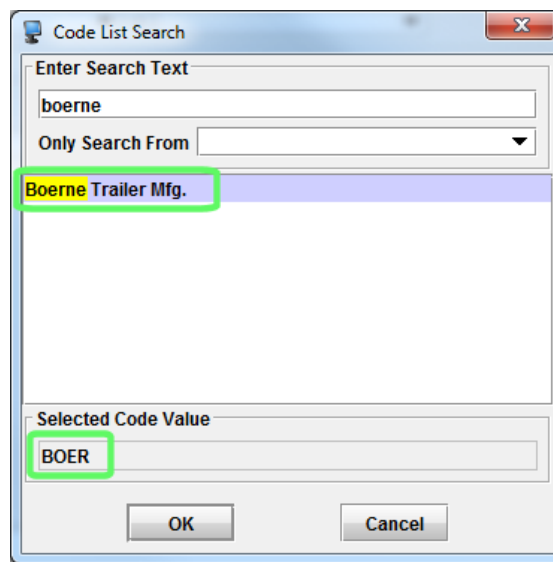 Code List Search
Enter Search Text
boerne
Only Search From
Boerne Trailer Mfg.
Selected Code Value
BOER
OK Cancel